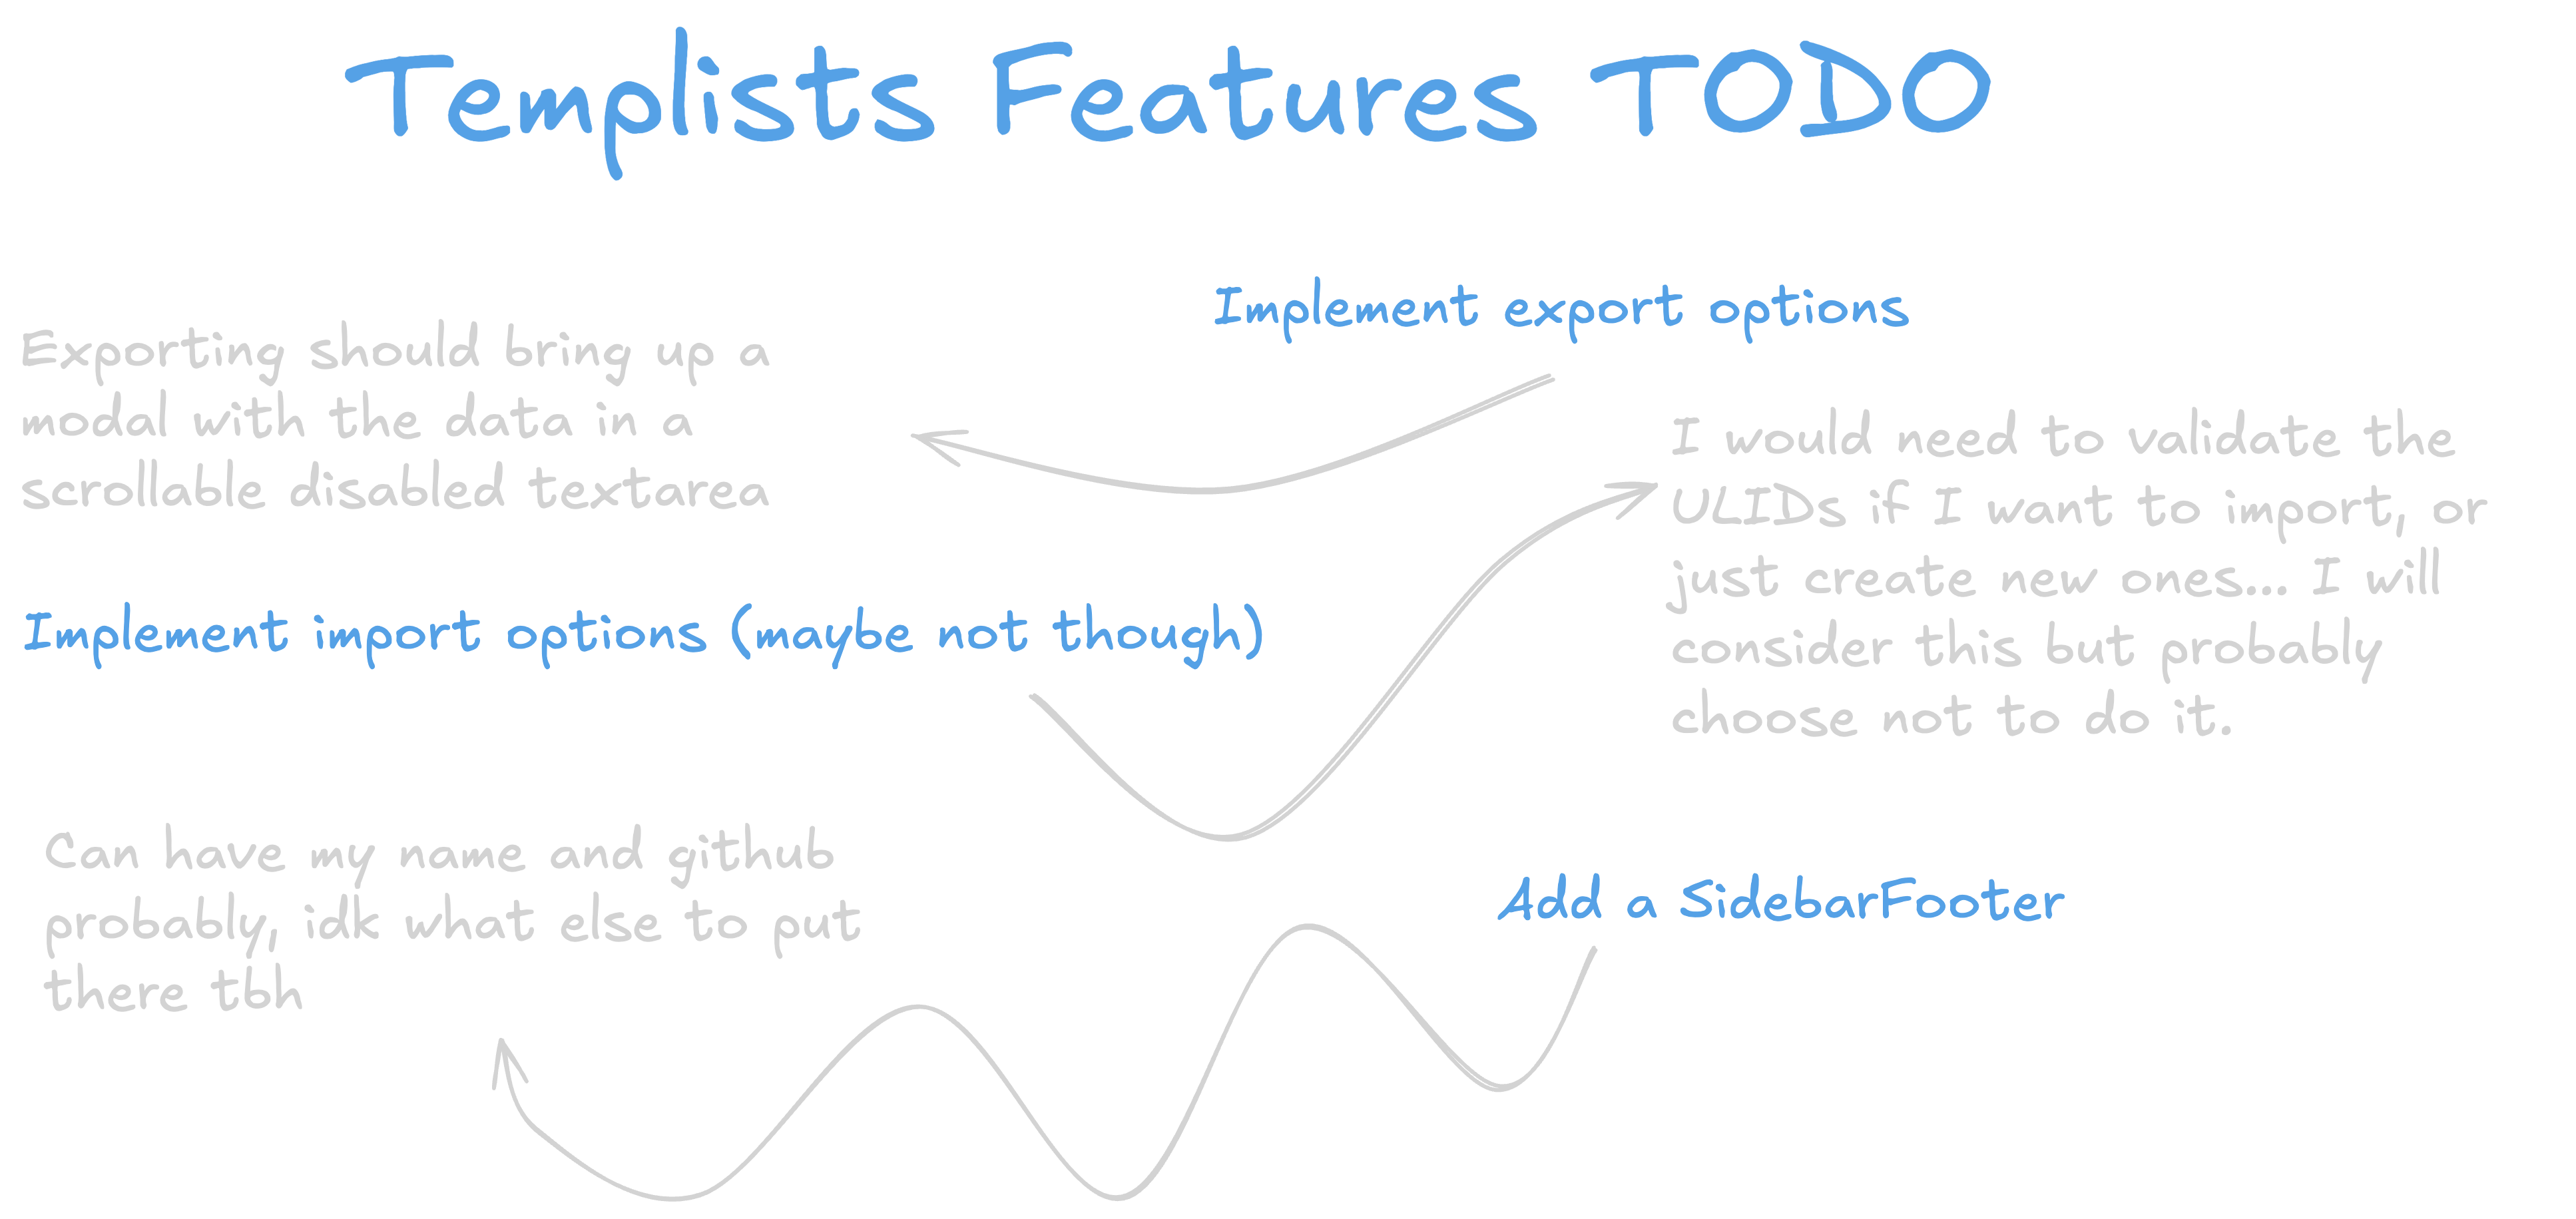 Templists Features TODO
Implement export options
Exporting should bring up a
modal with the data in a
scrollable disabled textarea
Implement import options (maybe not though)
I would need to validate the
ULIDs if I want to import, or
just create new ones... I will
consider this but probably
choose not to do it.
Add a SidebarFooter
Can have my name and github
probably, idk what else to put
there tbh